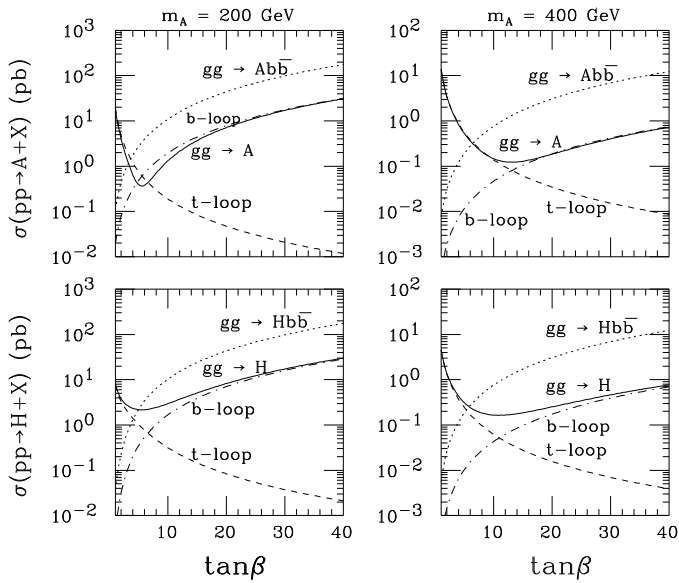 m_A = 200 GeV
m_A = 400 GeV
σ(pp→A+X) (pb)
10^3
10^2
10^1
10^0
10^-1
10^-2
gg → Abb̅
b-loop
gg → A
t-loop
10^2
10^1
10^0
10^-1
10^-2
10^-3
gg → Abb̅
gg → A
t-loop
b-loop
σ(pp→H+X) (pb)
10^3
10^2
10^1
10^0
10^-1
10^-2
gg → Hbb̅
gg → H
b-loop
t-loop
10 20 30 40
tanβ
10^2
10^1
10^0
10^-1
10^-2
10^-3
gg → Hbb̅
gg → H
b-loop
t-loop
10 20 30 40
tanβ